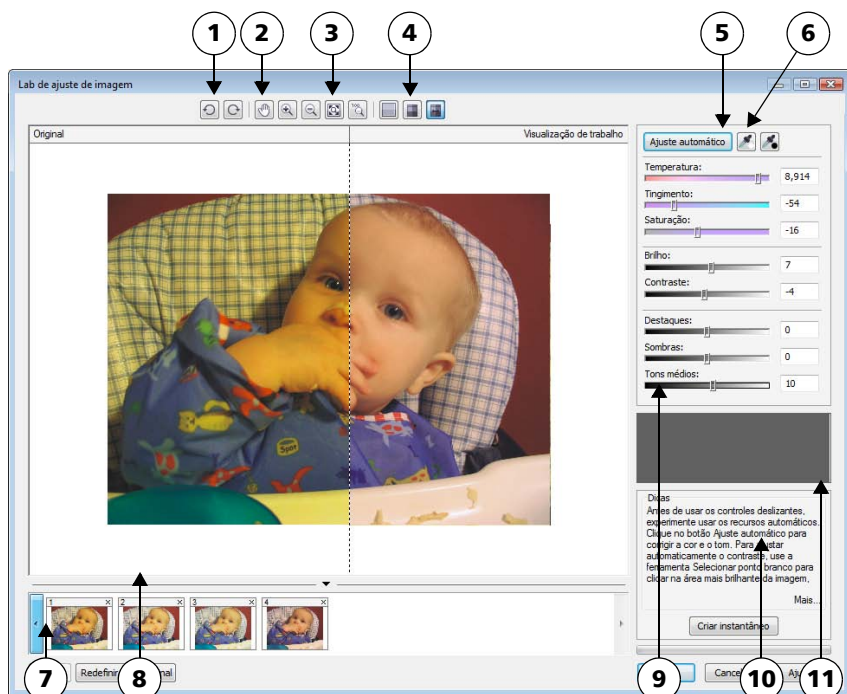 1 2 3 4 5 6
Lab de ajuste de imagem
100
Original
Visualização de trabalho
Ajuste automático
Temperatura:
8,914
Tingimento:
-54
Saturação:
-16
Brilho:
7
Contraste:
-4
Destaques:
0
Sombras:
0
Tons médios:
10
Spax
Dicas
Antes de usar os controles deslizantes,
experimente usar os recursos automáticos.
Clique no botão Ajuste automático para
corrigir a cor e o tom. Para ajustar
automaticamente o contraste, use a
ferramenta Selecionar ponto branco para
clicar na área mais brilhante da imagem,
Mais...
1 2 3 4
Criar instantâneo
Redefinir
7 8 9 10 11